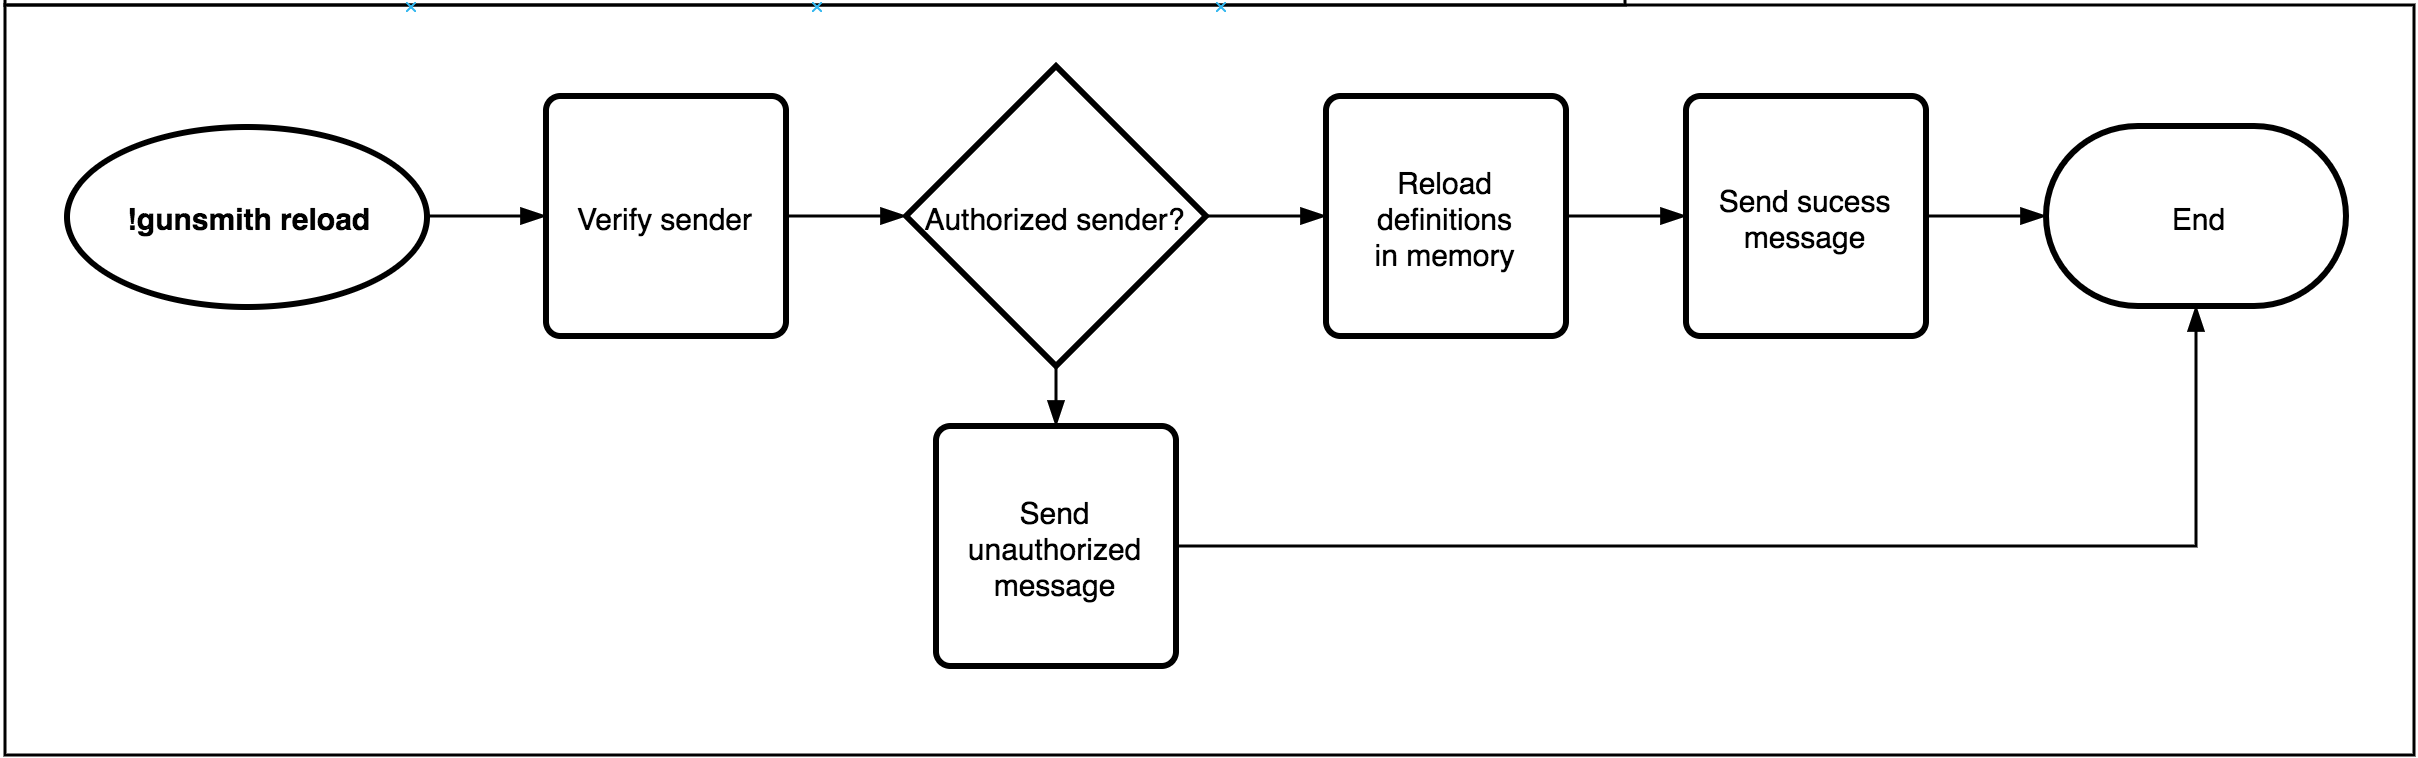 !gunsmith reload
Verify sender
Authorized sender?
Reload
definitions
in memory
Send sucess
message
End
Send
unauthorized
message